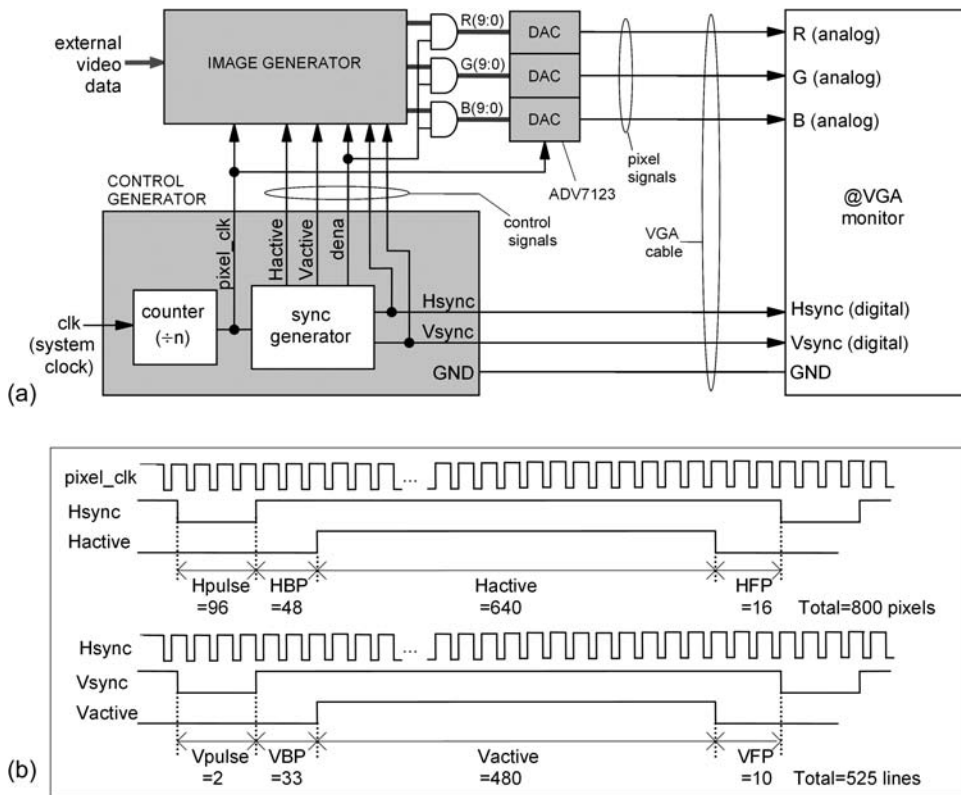 external
video
data
IMAGE GENERATOR
R(9:0)
G(9:0)
B(9:0)
DAC
DAC
DAC
ADV7123
pixel
signals
R (analog)
G (analog)
B (analog)
@VGA
monitor
CONTROL
GENERATOR
control
signals
VGA
cable
pixel_clk
Hactive
Vactive
dena
clk
(system
clock)
counter
(÷n)
sync
generator
Hsync
Vsync
GND
Hsync (digital)
Vsync (digital)
GND
(a)
pixel_clk
...
Hsync
Hactive
Hpulse
=96
HBP
=48
Hactive
=640
HFP
=16
Total=800 pixels
Hsync
...
Vsync
Vactive
Vpulse
=2
VBP
=33
Vactive
=480
VFP
=10
Total=525 lines
(b)